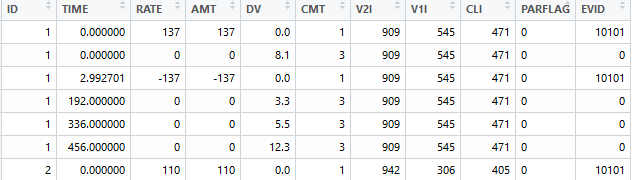 ID TIME RATE AMT DV CMT V2I V1I CLI PARFLAG EVID
1 0.000000 137 137 0.0 1 909 545 471 0 10101
1 0.000000 0 0 8.1 3 909 545 471 0 0
1 2.992701 -137 -137 0.0 1 909 545 471 0 10101
1 192.000000 0 0 3.3 3 909 545 471 0 0
1 336.000000 0 0 5.5 3 909 545 471 0 0
1 456.000000 0 0 12.3 3 909 545 471 0 0
2 0.000000 110 110 0.0 1 942 306 405 0 10101